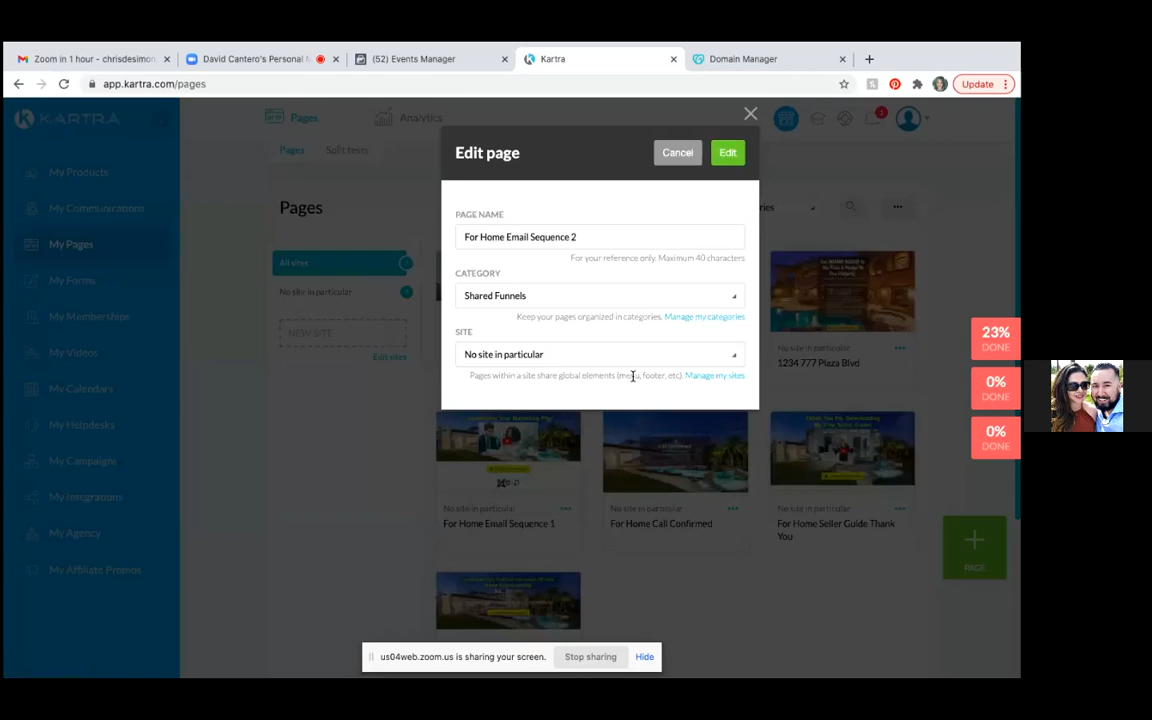 Zoom in 1 hour - chrisdesimon
David Cantero's Personal
(52) Events Manager
Kartra
Domain Manager
app.kartra.com/pages
Update
KARTRA
Pages
Analytics
1
Edit page
Cancel
Edit
Pages
Split tests
My Products
My Communications
My Pages
My Forms
My Memberships
My Videos
My Calendars
My Helpdesks
My Campaigns
My Integrations
My Agency
My Affiliate Promos
Pages
All sites
No site in particular
NEW SITE
Edit sites
PAGE NAME
For Home Email Sequence 2
For your reference only. Maximum 40 characters
CATEGORY
Shared Funnels
Keep your pages organized in categories. Manage my categories
SITE
No site in particular
Pages within a site share global elements (menu, footer, etc). Manage my sites
No site in particular
1234 777 Plaza Blvd
No site in particular
For Home Email Sequence 1
No site in particular
For Home Call Confirmed
No site in particular
For Home Seller Guide Thank
You
23%
DONE
0%
DONE
0%
DONE
PAGE
us04web.zoom.us is sharing your screen.
Stop sharing
Hide